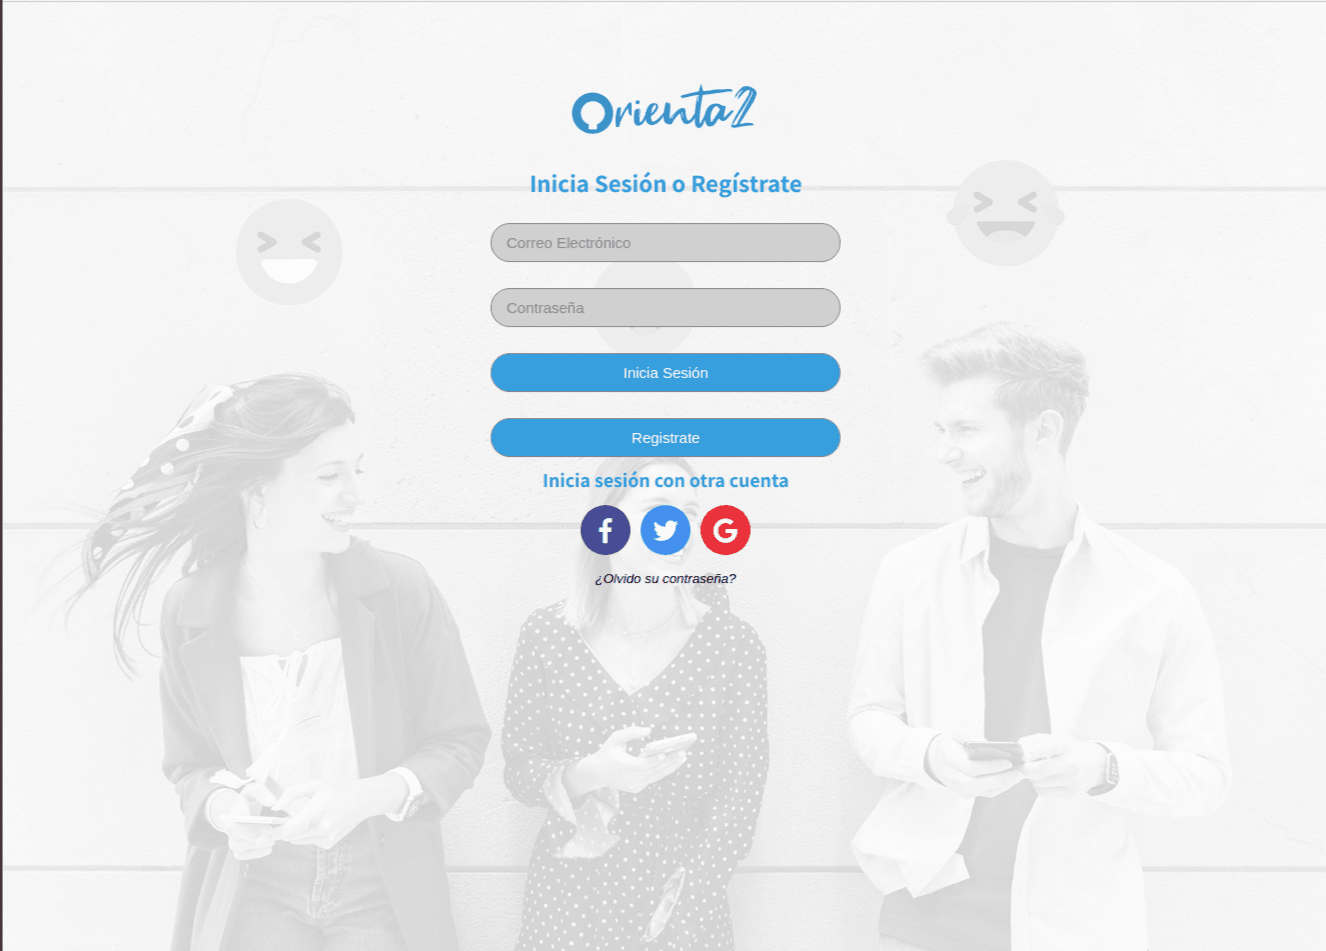 Orienta2
Inicia Sesión o Regístrate
Correo Electrónico
Contraseña
Inicia Sesión
Registrate
Inicia sesión con otra cuenta
¿Olvido su contraseña?